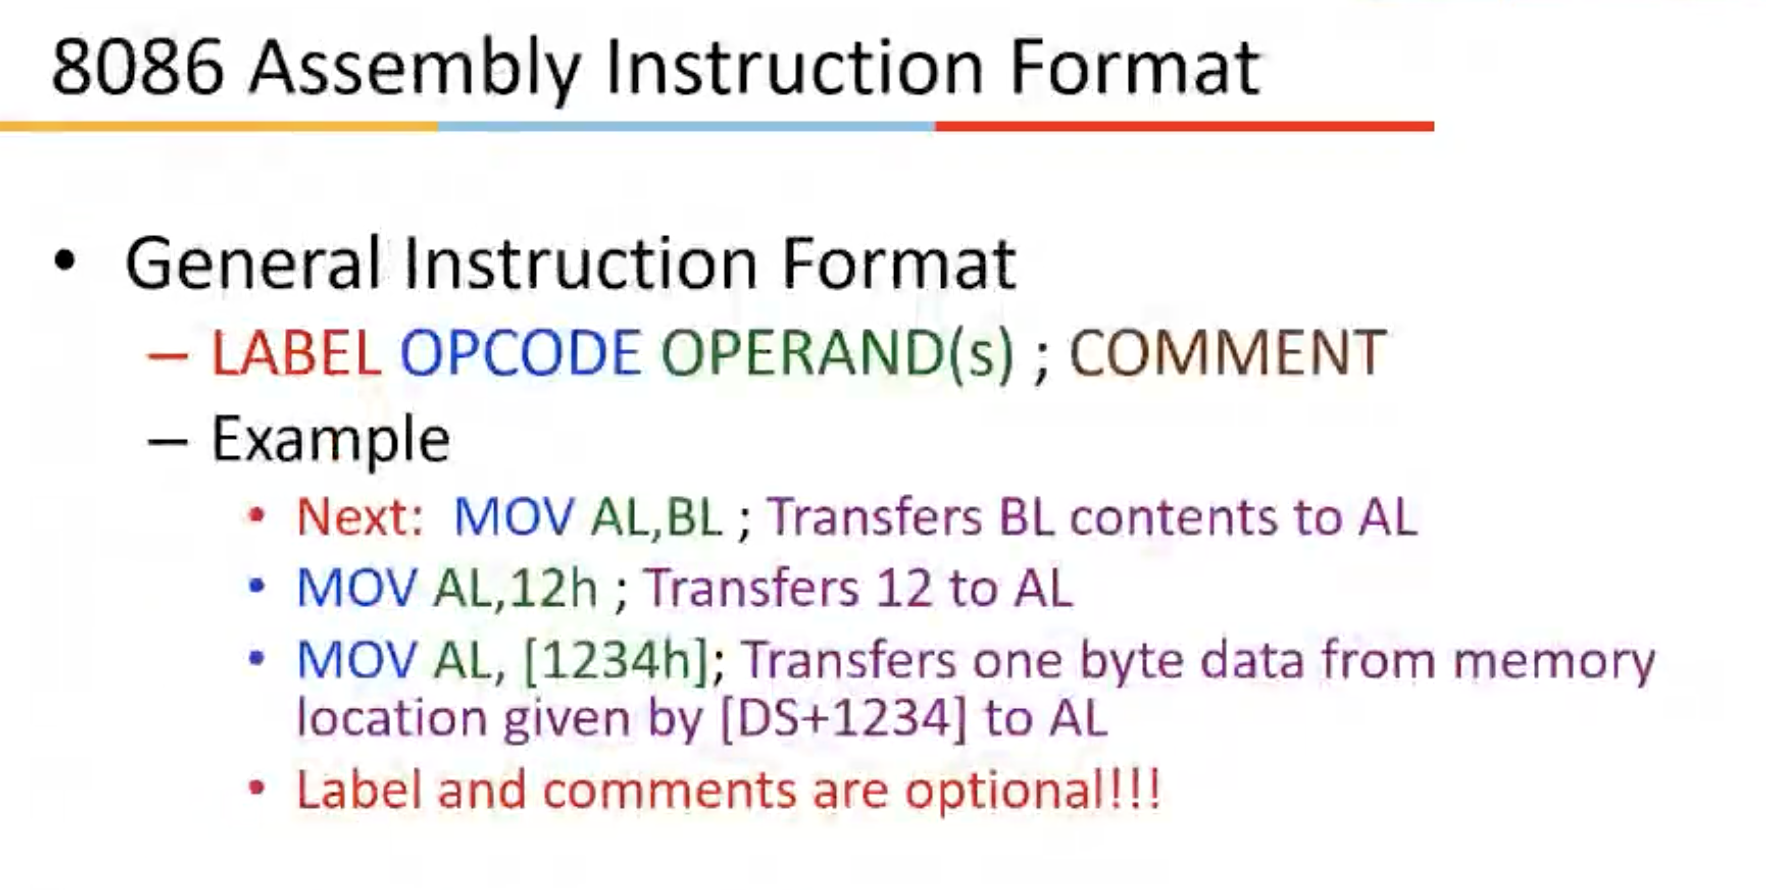 8086 Assembly Instruction Format
• General Instruction Format
– LABEL OPCODE OPERAND(s) ; COMMENT
– Example
• Next: MOV AL,BL ; Transfers BL contents to AL
• MOV AL,12h ; Transfers 12 to AL
• MOV AL, [1234h]; Transfers one byte data from memory
location given by [DS+1234] to AL
• Label and comments are optional!!!